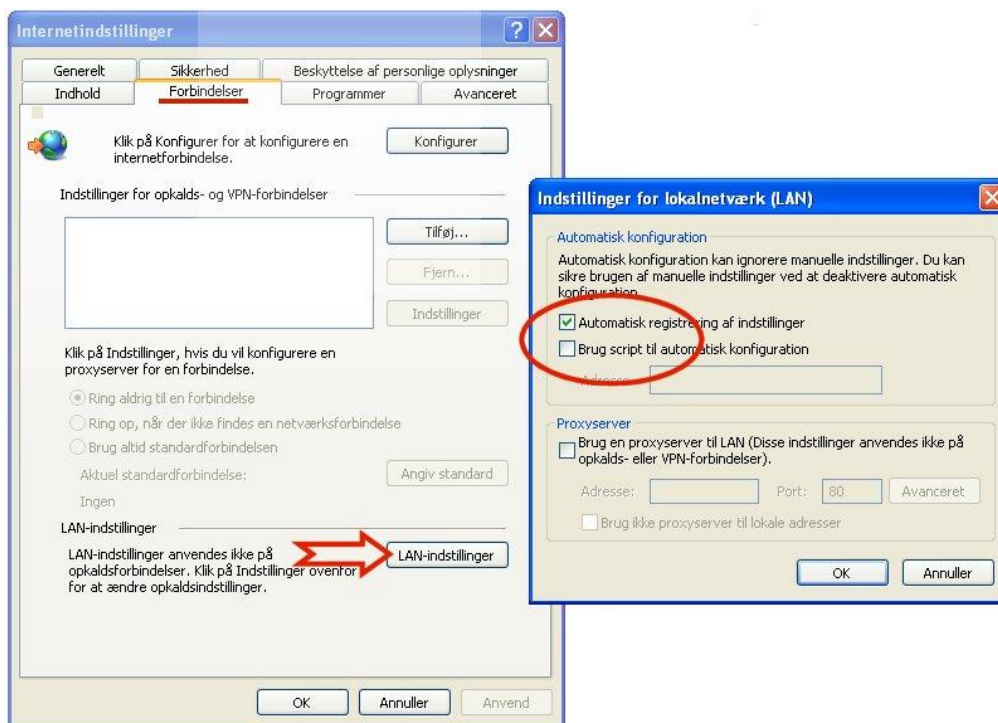 Internetindstillinger
Generelt
Sikkerhed
Beskyttelse af personlige oplysninger
Indhold
Forbindelser
Programmer
Avanceret
Klik på Konfigurer for at konfigurere en
internetforbindelse.
Konfigurer
Indstillinger for opkalds- og VPN-forbindelser
Tilføj...
Fjern...
Indstillinger
Klik på Indstillinger, hvis du vil konfigurere en
proxyserver for en forbindelse.
Ring aldrig til en forbindelse
Ring op, når der ikke findes en netværksforbindelse
Brug altid standardforbindelsen
Aktuel standardforbindelse:
Angiv standard
Ingen
LAN-indstillinger
LAN-indstillinger anvendes ikke på
opkaldsforbindelser. Klik på Indstillinger ovenfor
for at ændre opkaldsindstillinger.
LAN-indstillinger
OK
Annuller
Anvend
Indstillinger for lokalnetværk (LAN)
Automatisk konfiguration
Automatisk konfiguration kan ignorere manuelle indstillinger. Du kan
sikre brugen af manuelle indstillinger ved at deaktivere automatisk
konfiguration.
Automatisk registrering af indstillinger
Brug script til automatisk konfiguration
Adresse
Proxyserver
Brug en proxyserver til LAN (Disse indstillinger anvendes ikke på
opkalds- eller VPN-forbindelser).
Adresse:
Port:
80
Avanceret
Brug ikke proxyserver til lokale adresser
OK
Annuller